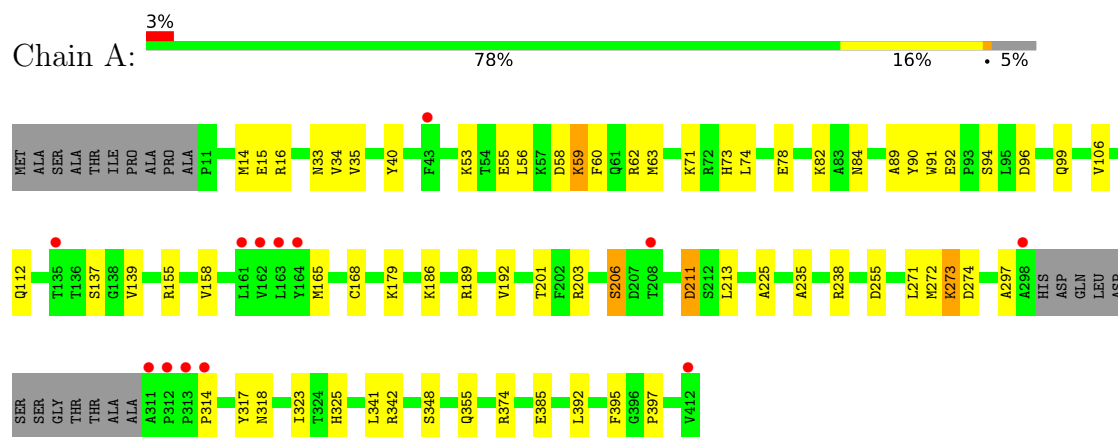 3%
Chain A:
78% 16% • 5%
MET ALA SER ALA THR ILE PRO ALA PRO ALA P11 M14 E15 R16 N33 V34 V35 Y40 F43 K53 T54 E55 L56 K57 D58 K59 F60 Q61 R62 M63 K71 R72 H73 L74 E78 K82 A83 N84 A89 Y90 W91 E92 P93 S94 L95 D96 Q99 V106
Q112 T135 T136 S137 G138 V139 R155 V158 L161 V162 L163 Y164 M165 C168 K179 K186 R189 V192 T201 F202 R203 S206 D207 T208 D211 S212 L213 A225 A235 R238 D255 L271 M272 K273 D274 A297 A298 HIS ASP GLN LEU ASP
SER SER GLY THR THR ALA ALA A311 P312 P313 P314 Y317 N318 I323 T324 H325 L341 R342 S348 Q355 R374 E385 L392 F395 G396 P397 V412